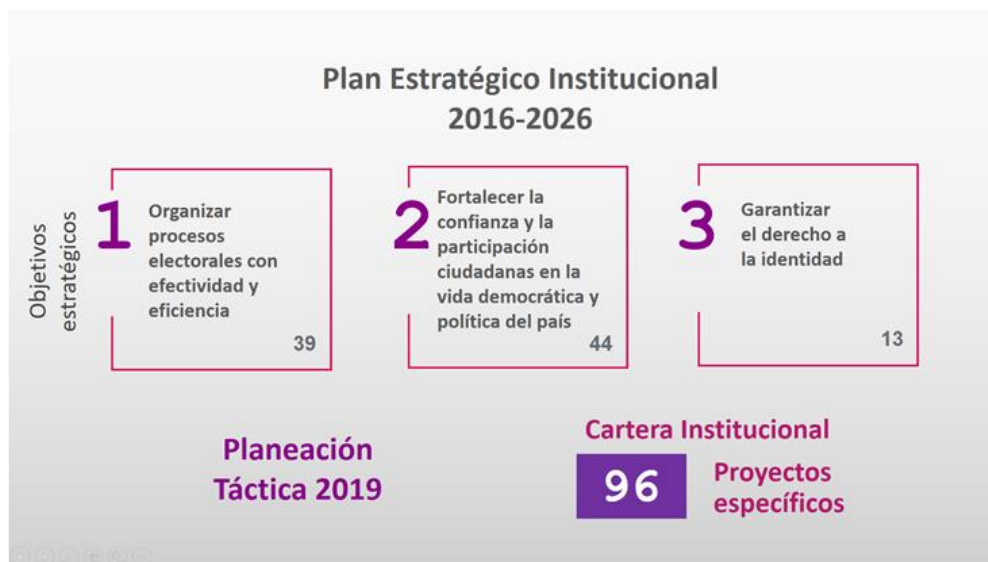 Plan Estratégico Institucional
2016-2026
Objetivos
estratégicos
1
Organizar
procesos
electorales con
efectividad y
eficiencia
39
2
Fortalecer la
confianza y la
participación
ciudadanas en la
vida democrática y
política del país
44
3
Garantizar
el derecho a
la identidad
13
Planeación
Táctica 2019
Cartera Institucional
96
Proyectos
específicos